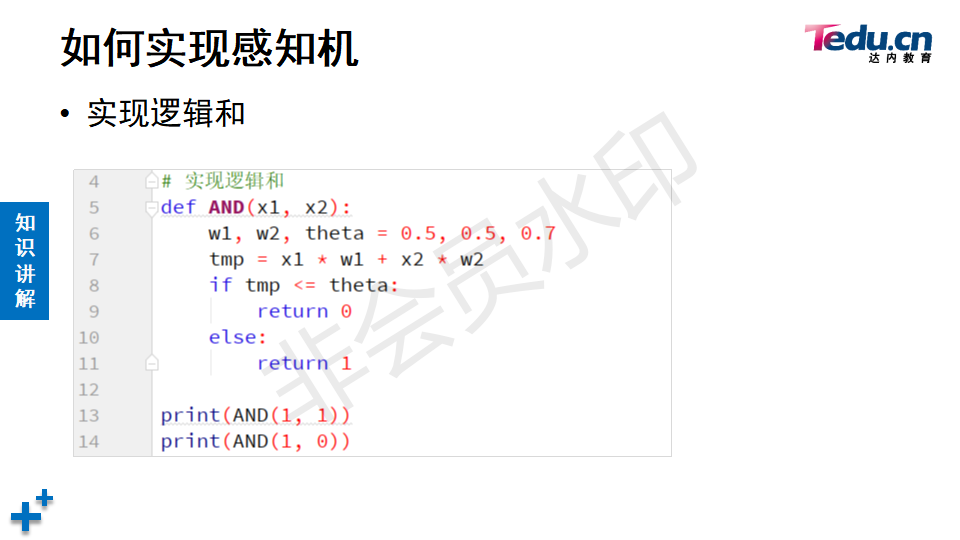 如何实现感知机
Tedu.cn
达内教育
• 实现逻辑和
知识讲解
4 # 实现逻辑和
5 def AND(x1, x2):
6 w1, w2, theta = 0.5, 0.5, 0.7
7 tmp = x1 * w1 + x2 * w2
8 if tmp <= theta:
9 return 0
10 else:
11 return 1
12
13 print(AND(1, 1))
14 print(AND(1, 0))
非会员水印